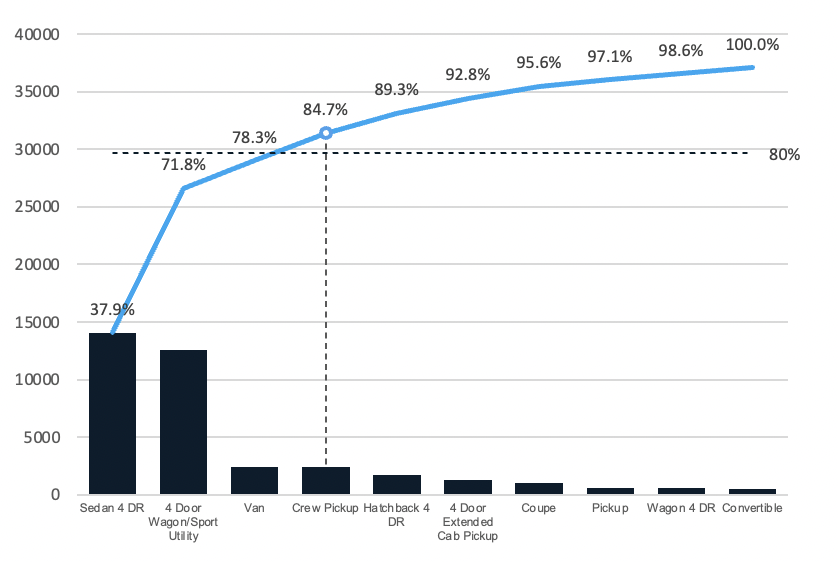 40000
100.0%
98.6%
97.1%
95.6%
92.8%
35000
89.3%
84.7%
78.3%
30000
80%
71.8%
25000
20000
37.9%
15000
10000
5000
0
Sedan 4 DR
4 Door
Wagon/Sport
Utility
Van
Crew Pickup
Hatchback 4
DR
4 Door
Extended
Cab Pickup
Coupe
Pickup
Wagon 4 DR
Convertible